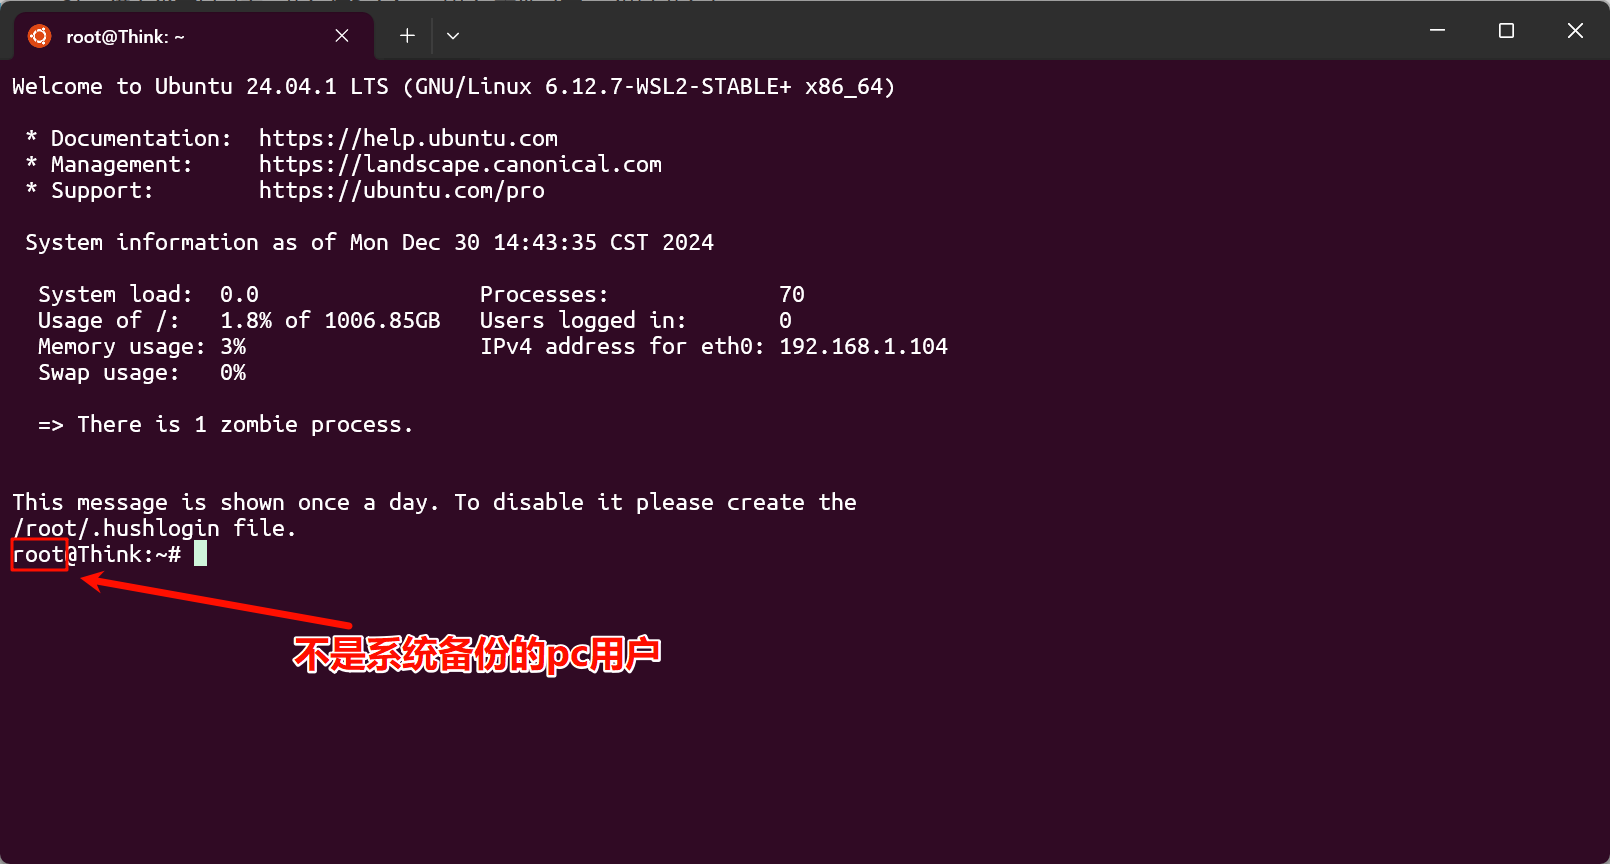 root@Think: ~
Welcome to Ubuntu 24.04.1 LTS (GNU/Linux 6.12.7-WSL2-STABLE+ x86_64)
* Documentation:  https://help.ubuntu.com
* Management:     https://landscape.canonical.com
* Support:        https://ubuntu.com/pro
System information as of Mon Dec 30 14:43:35 CST 2024
System load:  0.0                 Processes:             70
Usage of /:   1.8% of 1006.85GB   Users logged in:       0
Memory usage: 3%                  IPv4 address for eth0: 192.168.1.104
Swap usage:   0%
=> There is 1 zombie process.
This message is shown once a day. To disable it please create the
/root/.hushlogin file.
root@Think:~#
不是系统备份的pc用户